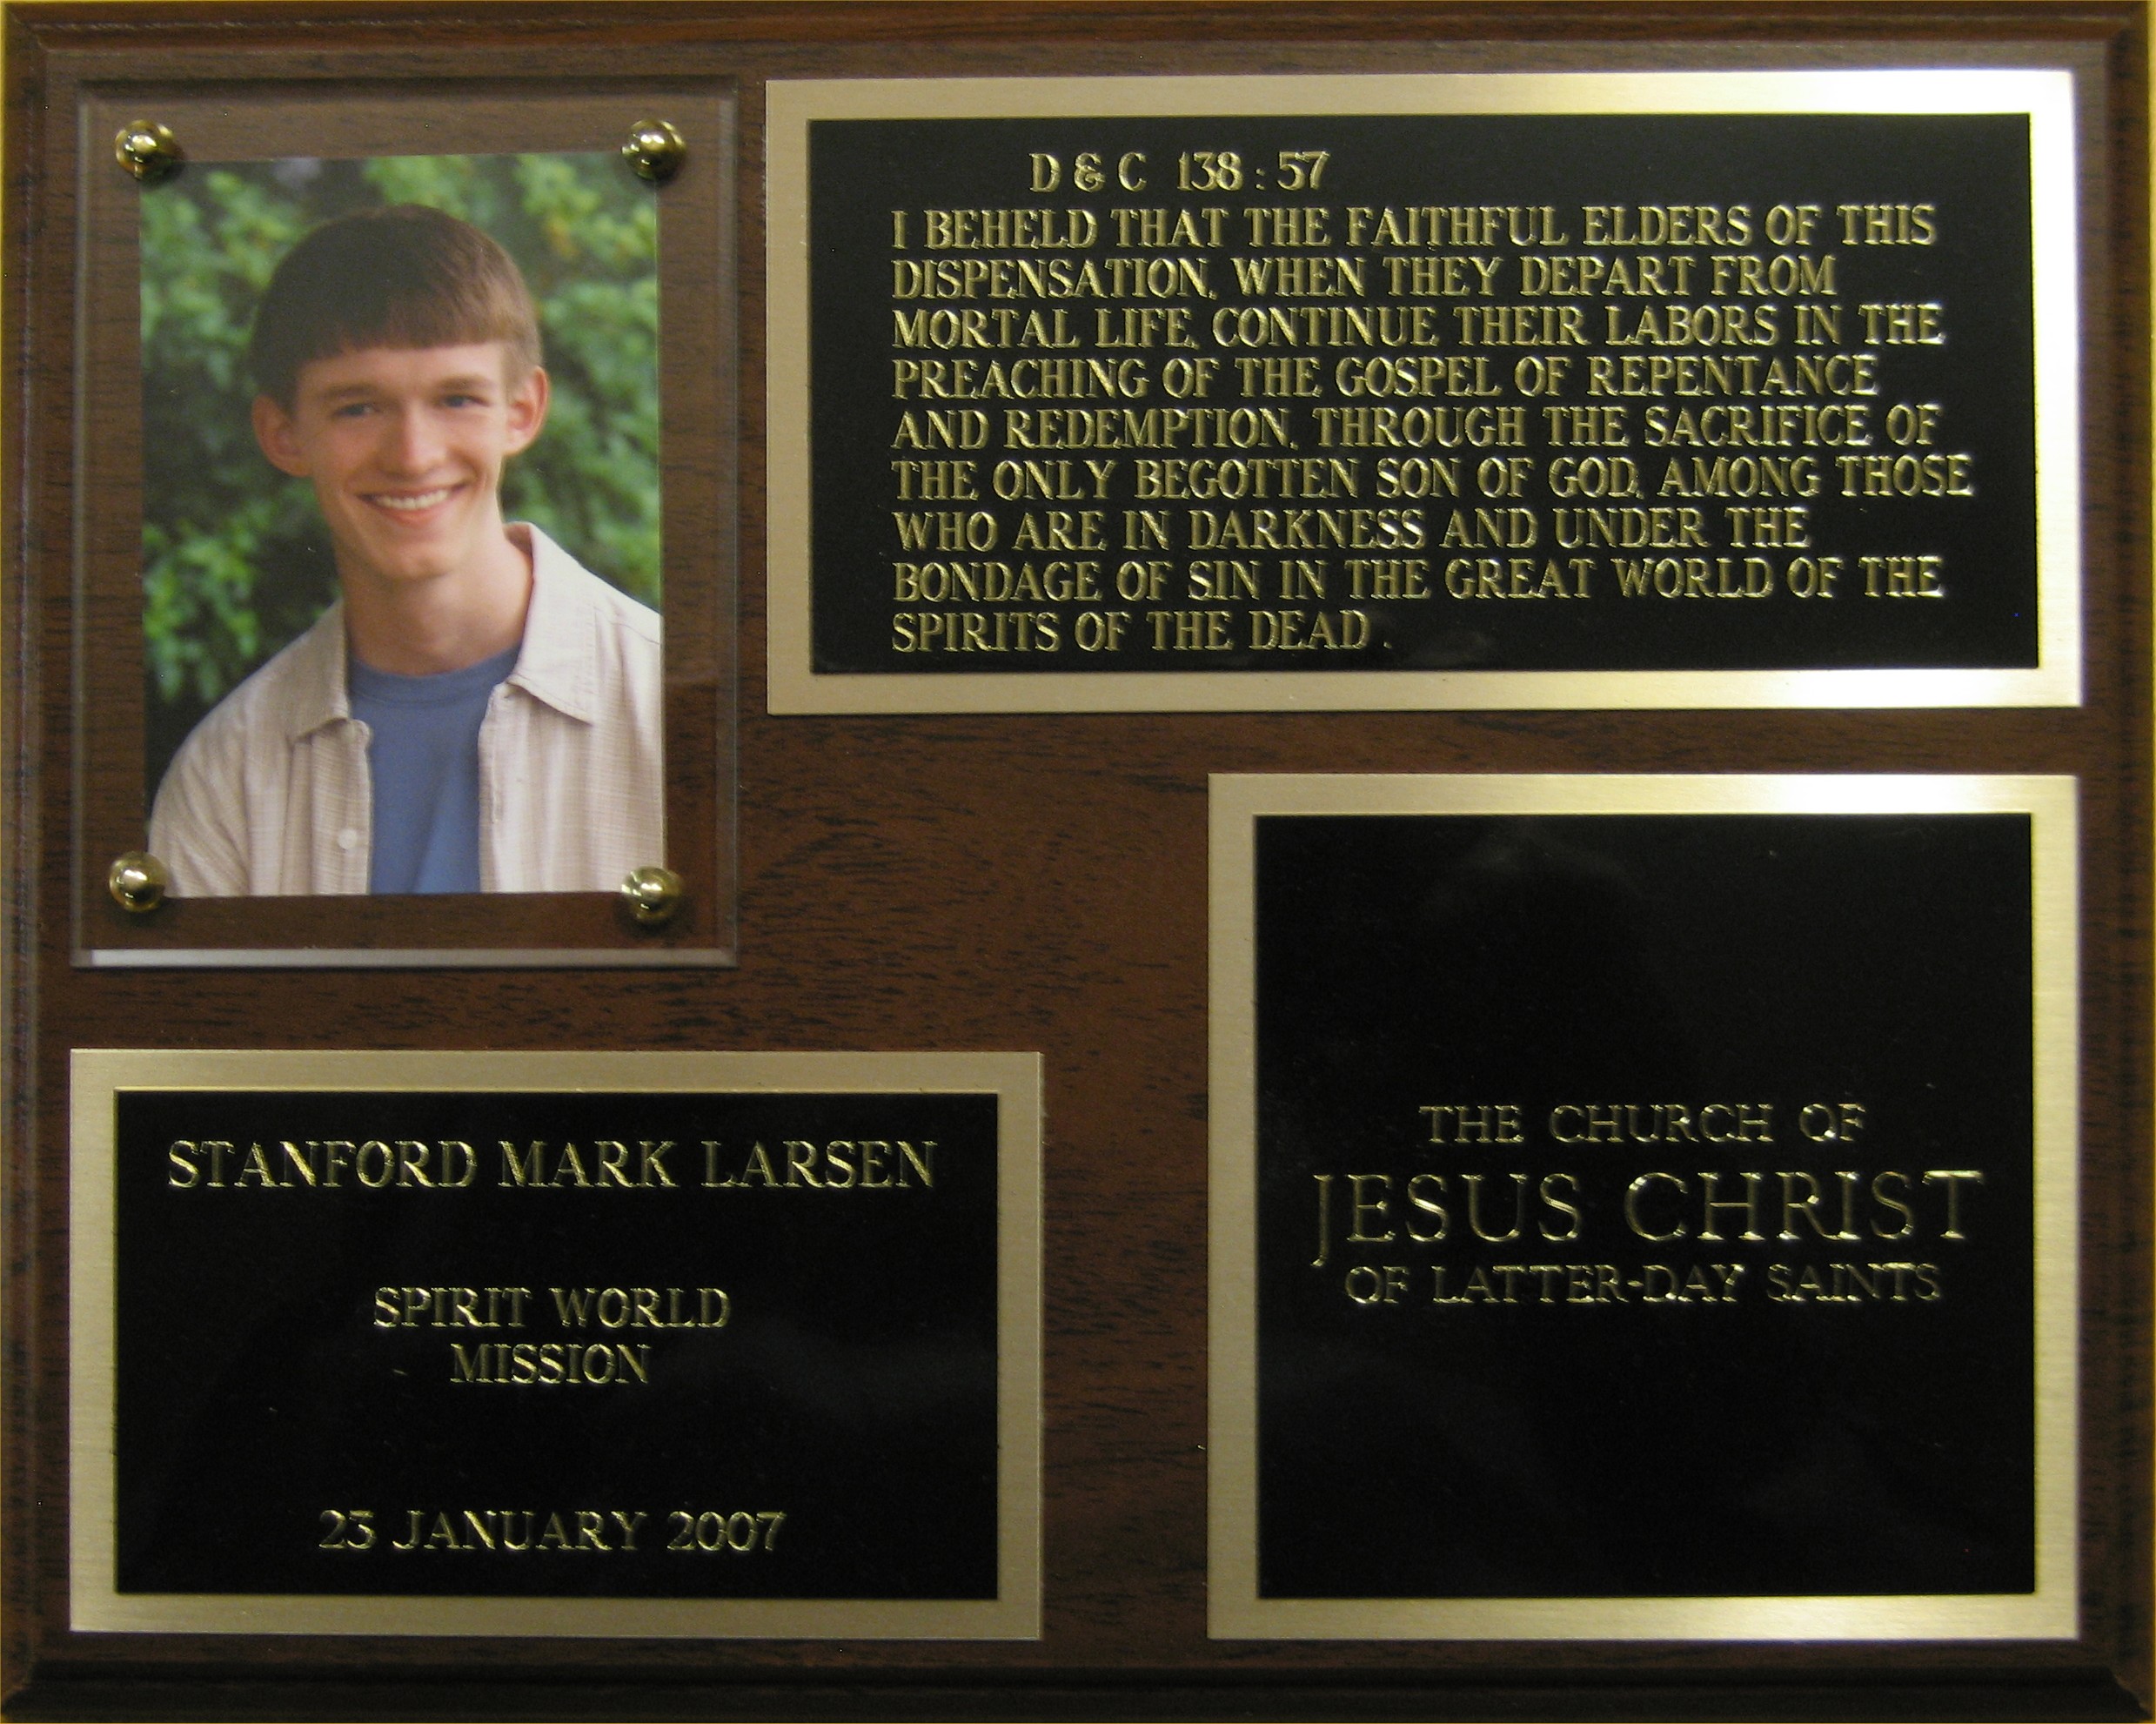 D & C 138 : 57
I BEHELD THAT THE FAITHFUL ELDERS OF THIS
DISPENSATION, WHEN THEY DEPART FROM
MORTAL LIFE, CONTINUE THEIR LABORS IN THE
PREACHING OF THE GOSPEL OF REPENTANCE
AND REDEMPTION, THROUGH THE SACRIFICE OF
THE ONLY BEGOTTEN SON OF GOD, AMONG THOSE
WHO ARE IN DARKNESS AND UNDER THE
BONDAGE OF SIN IN THE GREAT WORLD OF THE
SPIRITS OF THE DEAD .
STANFORD MARK LARSEN
SPIRIT WORLD
MISSION
23 JANUARY 2007
THE CHURCH OF
JESUS CHRIST
OF LATTER-DAY SAINTS